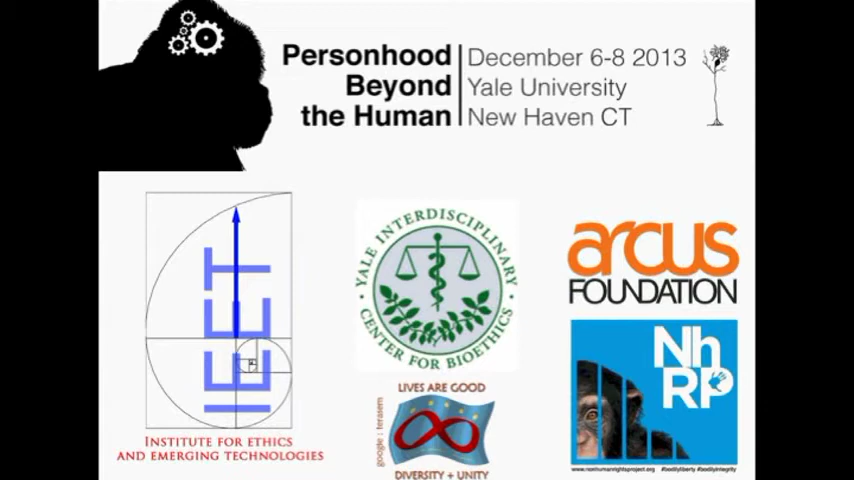 Personhood
Beyond
the Human
December 6-8 2013
Yale University
New Haven CT
IEET
INSTITUTE FOR ETHICS
AND EMERGING TECHNOLOGIES
YALE INTERDISCIPLINARY
CENTER FOR BIOETHICS
LIVES ARE GOOD
google : terasem
DIVERSITY + UNITY
arcus
FOUNDATION
Nh
RP
www.nonhumanrightsproject.org #bodilyliberty #bodilyintegrity